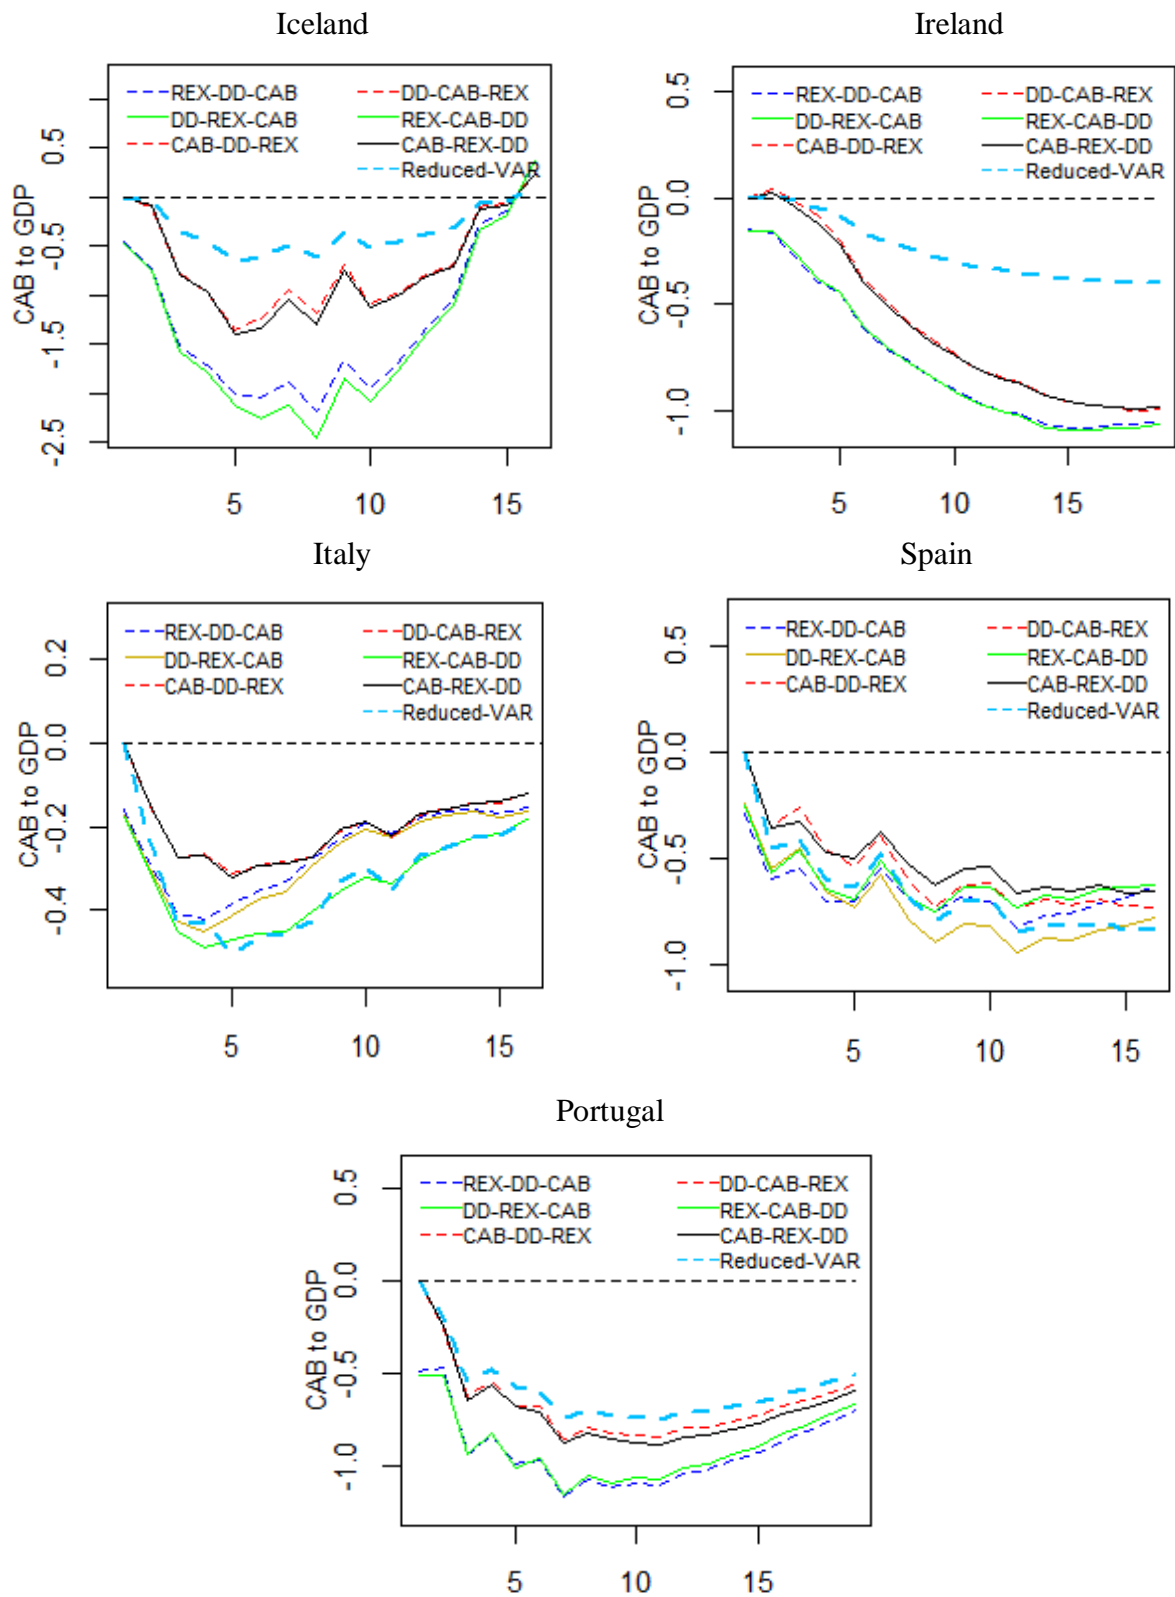 Iceland
REX-DD-CAB DD-CAB-REX
DD-REX-CAB REX-CAB-DD
CAB-DD-REX CAB-REX-DD
Reduced-VAR
CAB to GDP
0.5
-0.5
-1.5
-2.5
5 10 15
Ireland
REX-DD-CAB DD-CAB-REX
DD-REX-CAB REX-CAB-DD
CAB-DD-REX CAB-REX-DD
Reduced-VAR
CAB to GDP
0.5
0.0
-0.5
-1.0
5 10 15
Italy
REX-DD-CAB DD-CAB-REX
DD-REX-CAB REX-CAB-DD
CAB-DD-REX CAB-REX-DD
Reduced-VAR
CAB to GDP
0.2
0.0
-0.2
-0.4
5 10 15
Spain
REX-DD-CAB DD-CAB-REX
DD-REX-CAB REX-CAB-DD
CAB-DD-REX CAB-REX-DD
Reduced-VAR
CAB to GDP
0.5
0.0
-0.5
-1.0
5 10 15
Portugal
REX-DD-CAB DD-CAB-REX
DD-REX-CAB REX-CAB-DD
CAB-DD-REX CAB-REX-DD
Reduced-VAR
CAB to GDP
0.5
0.0
-0.5
-1.0
5 10 15